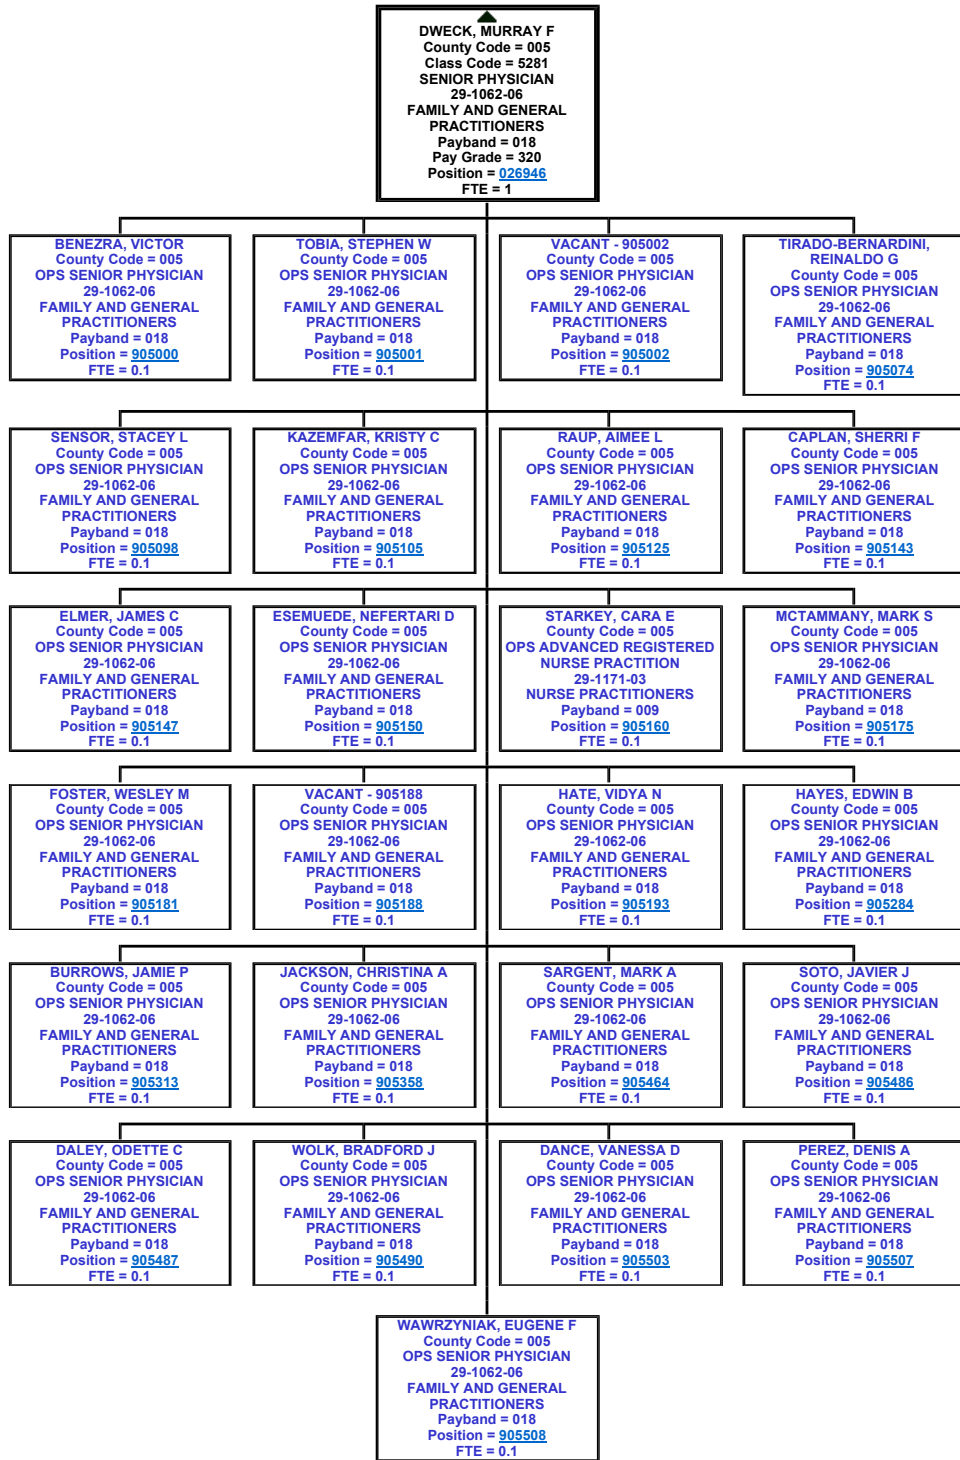 DWECK, MURRAY F
County Code = 005
Class Code = 5281
SENIOR PHYSICIAN
29-1062-06
FAMILY AND GENERAL
PRACTITIONERS
Payband = 018
Pay Grade = 320
Position = 026946
FTE = 1
BENEZRA, VICTOR
County Code = 005
OPS SENIOR PHYSICIAN
29-1062-06
FAMILY AND GENERAL
PRACTITIONERS
Payband = 018
Position = 905000
FTE = 0.1
TOBIA, STEPHEN W
County Code = 005
OPS SENIOR PHYSICIAN
29-1062-06
FAMILY AND GENERAL
PRACTITIONERS
Payband = 018
Position = 905001
FTE = 0.1
VACANT - 905002
County Code = 005
OPS SENIOR PHYSICIAN
29-1062-06
FAMILY AND GENERAL
PRACTITIONERS
Payband = 018
Position = 905002
FTE = 0.1
TIRADO-BERNARDINI,
REINALDO G
County Code = 005
OPS SENIOR PHYSICIAN
29-1062-06
FAMILY AND GENERAL
PRACTITIONERS
Payband = 018
Position = 905074
FTE = 0.1
SENSOR, STACEY L
County Code = 005
OPS SENIOR PHYSICIAN
29-1062-06
FAMILY AND GENERAL
PRACTITIONERS
Payband = 018
Position = 905098
FTE = 0.1
KAZEMFAR, KRISTY C
County Code = 005
OPS SENIOR PHYSICIAN
29-1062-06
FAMILY AND GENERAL
PRACTITIONERS
Payband = 018
Position = 905105
FTE = 0.1
RAUP, AIMEE L
County Code = 005
OPS SENIOR PHYSICIAN
29-1062-06
FAMILY AND GENERAL
PRACTITIONERS
Payband = 018
Position = 905125
FTE = 0.1
CAPLAN, SHERRI F
County Code = 005
OPS SENIOR PHYSICIAN
29-1062-06
FAMILY AND GENERAL
PRACTITIONERS
Payband = 018
Position = 905143
FTE = 0.1
ELMER, JAMES C
County Code = 005
OPS SENIOR PHYSICIAN
29-1062-06
FAMILY AND GENERAL
PRACTITIONERS
Payband = 018
Position = 905147
FTE = 0.1
ESEMUEDE, NEFERTARI D
County Code = 005
OPS SENIOR PHYSICIAN
29-1062-06
FAMILY AND GENERAL
PRACTITIONERS
Payband = 018
Position = 905150
FTE = 0.1
STARKEY, CARA E
County Code = 005
OPS ADVANCED REGISTERED
NURSE PRACTITION
29-1171-03
NURSE PRACTITIONERS
Payband = 009
Position = 905160
FTE = 0.1
MCTAMMANY, MARK S
County Code = 005
OPS SENIOR PHYSICIAN
29-1062-06
FAMILY AND GENERAL
PRACTITIONERS
Payband = 018
Position = 905175
FTE = 0.1
FOSTER, WESLEY M
County Code = 005
OPS SENIOR PHYSICIAN
29-1062-06
FAMILY AND GENERAL
PRACTITIONERS
Payband = 018
Position = 905181
FTE = 0.1
VACANT - 905188
County Code = 005
OPS SENIOR PHYSICIAN
29-1062-06
FAMILY AND GENERAL
PRACTITIONERS
Payband = 018
Position = 905188
FTE = 0.1
HATE, VIDYA N
County Code = 005
OPS SENIOR PHYSICIAN
29-1062-06
FAMILY AND GENERAL
PRACTITIONERS
Payband = 018
Position = 905193
FTE = 0.1
HAYES, EDWIN B
County Code = 005
OPS SENIOR PHYSICIAN
29-1062-06
FAMILY AND GENERAL
PRACTITIONERS
Payband = 018
Position = 905284
FTE = 0.1
BURROWS, JAMIE P
County Code = 005
OPS SENIOR PHYSICIAN
29-1062-06
FAMILY AND GENERAL
PRACTITIONERS
Payband = 018
Position = 905313
FTE = 0.1
JACKSON, CHRISTINA A
County Code = 005
OPS SENIOR PHYSICIAN
29-1062-06
FAMILY AND GENERAL
PRACTITIONERS
Payband = 018
Position = 905358
FTE = 0.1
SARGENT, MARK A
County Code = 005
OPS SENIOR PHYSICIAN
29-1062-06
FAMILY AND GENERAL
PRACTITIONERS
Payband = 018
Position = 905464
FTE = 0.1
SOTO, JAVIER J
County Code = 005
OPS SENIOR PHYSICIAN
29-1062-06
FAMILY AND GENERAL
PRACTITIONERS
Payband = 018
Position = 905486
FTE = 0.1
DALEY, ODETTE C
County Code = 005
OPS SENIOR PHYSICIAN
29-1062-06
FAMILY AND GENERAL
PRACTITIONERS
Payband = 018
Position = 905487
FTE = 0.1
WOLK, BRADFORD J
County Code = 005
OPS SENIOR PHYSICIAN
29-1062-06
FAMILY AND GENERAL
PRACTITIONERS
Payband = 018
Position = 905490
FTE = 0.1
DANCE, VANESSA D
County Code = 005
OPS SENIOR PHYSICIAN
29-1062-06
FAMILY AND GENERAL
PRACTITIONERS
Payband = 018
Position = 905503
FTE = 0.1
PEREZ, DENIS A
County Code = 005
OPS SENIOR PHYSICIAN
29-1062-06
FAMILY AND GENERAL
PRACTITIONERS
Payband = 018
Position = 905507
FTE = 0.1
WAWRZYNIAK, EUGENE F
County Code = 005
OPS SENIOR PHYSICIAN
29-1062-06
FAMILY AND GENERAL
PRACTITIONERS
Payband = 018
Position = 905508
FTE = 0.1